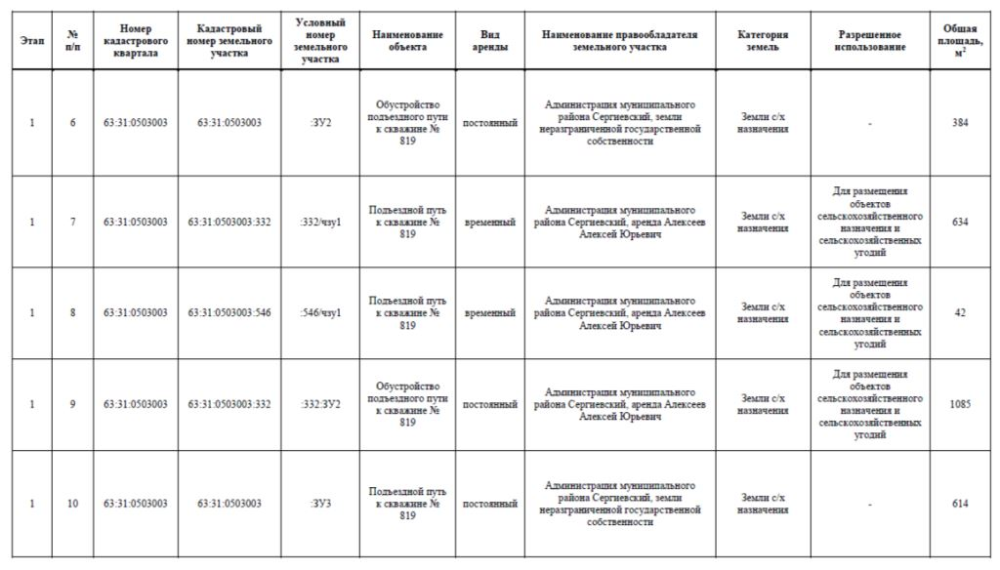 Этап
№
п/п
Номер
кадастрового
квартала
Кадастровый
номер земельного
участка
Условный
номер
земельного
участка
Наименование
объекта
Вид
аренды
Наименование правообладателя
земельного участка
Категория
земель
Разрешенное
использование
Общая
площадь,
м²
1
6
63:31:0503003
63:31:0503003
:ЗУ2
Обустройство
подъездного пути
к скважине №
819
постоянный
Администрация муниципального
района Сергиевский, земли
неразграниченной государственной
собственности
Земли с/х
назначения
-
384
1
7
63:31:0503003
63:31:0503003:332
:332/чзу1
Подъездной путь
к скважине №
819
временный
Администрация муниципального
района Сергиевский, аренда Алексеев
Алексей Юрьевич
Земли с/х
назначения
Для размещения
объектов
сельскохозяйственного
назначения и
сельскохозяйственных
угодий
634
1
8
63:31:0503003
63:31:0503003:546
:546/чзу1
Подъездной путь
к скважине №
819
временный
Администрация муниципального
района Сергиевский, аренда Алексеев
Алексей Юрьевич
Земли с/х
назначения
Для размещения
объектов
сельскохозяйственного
назначения и
сельскохозяйственных
угодий
42
1
9
63:31:0503003
63:31:0503003:332
:332:ЗУ2
Обустройство
подъездного пути
к скважине №
819
постоянный
Администрация муниципального
района Сергиевский, аренда Алексеев
Алексей Юрьевич
Земли с/х
назначения
Для размещения
объектов
сельскохозяйственного
назначения и
сельскохозяйственных
угодий
1085
1
10
63:31:0503003
63:31:0503003
:ЗУ3
Подъездной путь
к скважине №
819
постоянный
Администрация муниципального
района Сергиевский, земли
неразграниченной государственной
собственности
Земли с/х
назначения
-
614